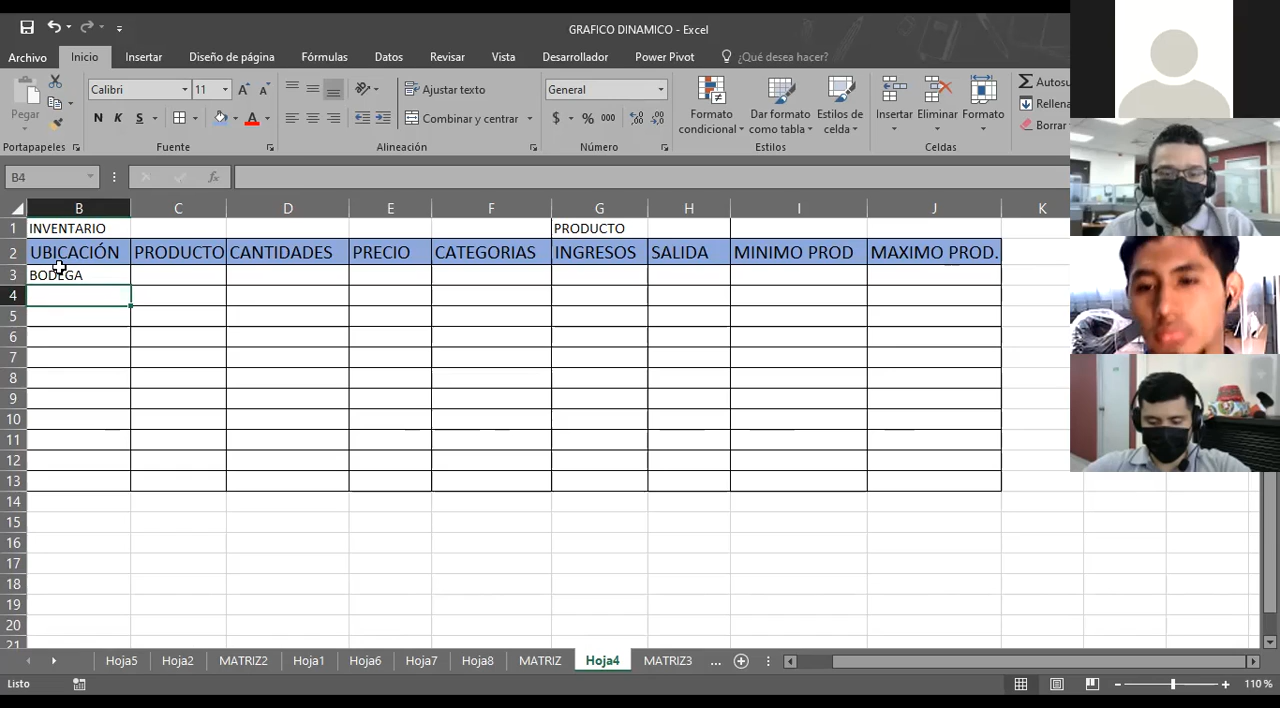 GRAFICO DINAMICO - Excel
Archivo Inicio Insertar Diseño de página Fórmulas Datos Revisar Vista Desarrollador Power Pivot ¿Qué desea hacer?
Pegar Calibri 11 N K S A Ajustar texto Combinar y centrar General $ % 000 Formato condicional Dar formato como tabla Estilos de celda Insertar Eliminar Formato Autosu Rellena Borrar
Portapapeles Fuente Alineación Número Estilos Celdas
B4 fx
B C D E F G H I J K
1 INVENTARIO PRODUCTO
2 UBICACIÓN PRODUCTO CANTIDADES PRECIO CATEGORIAS INGRESOS SALIDA MINIMO PROD MAXIMO PROD.
3 BODEGA
4
5
6
7
8
9
10
11
12
13
14
15
16
17
18
19
20
21
Hoja5 Hoja2 MATRIZ2 Hoja1 Hoja6 Hoja7 Hoja8 MATRIZ Hoja4 MATRIZ3 ...
Listo 110 %